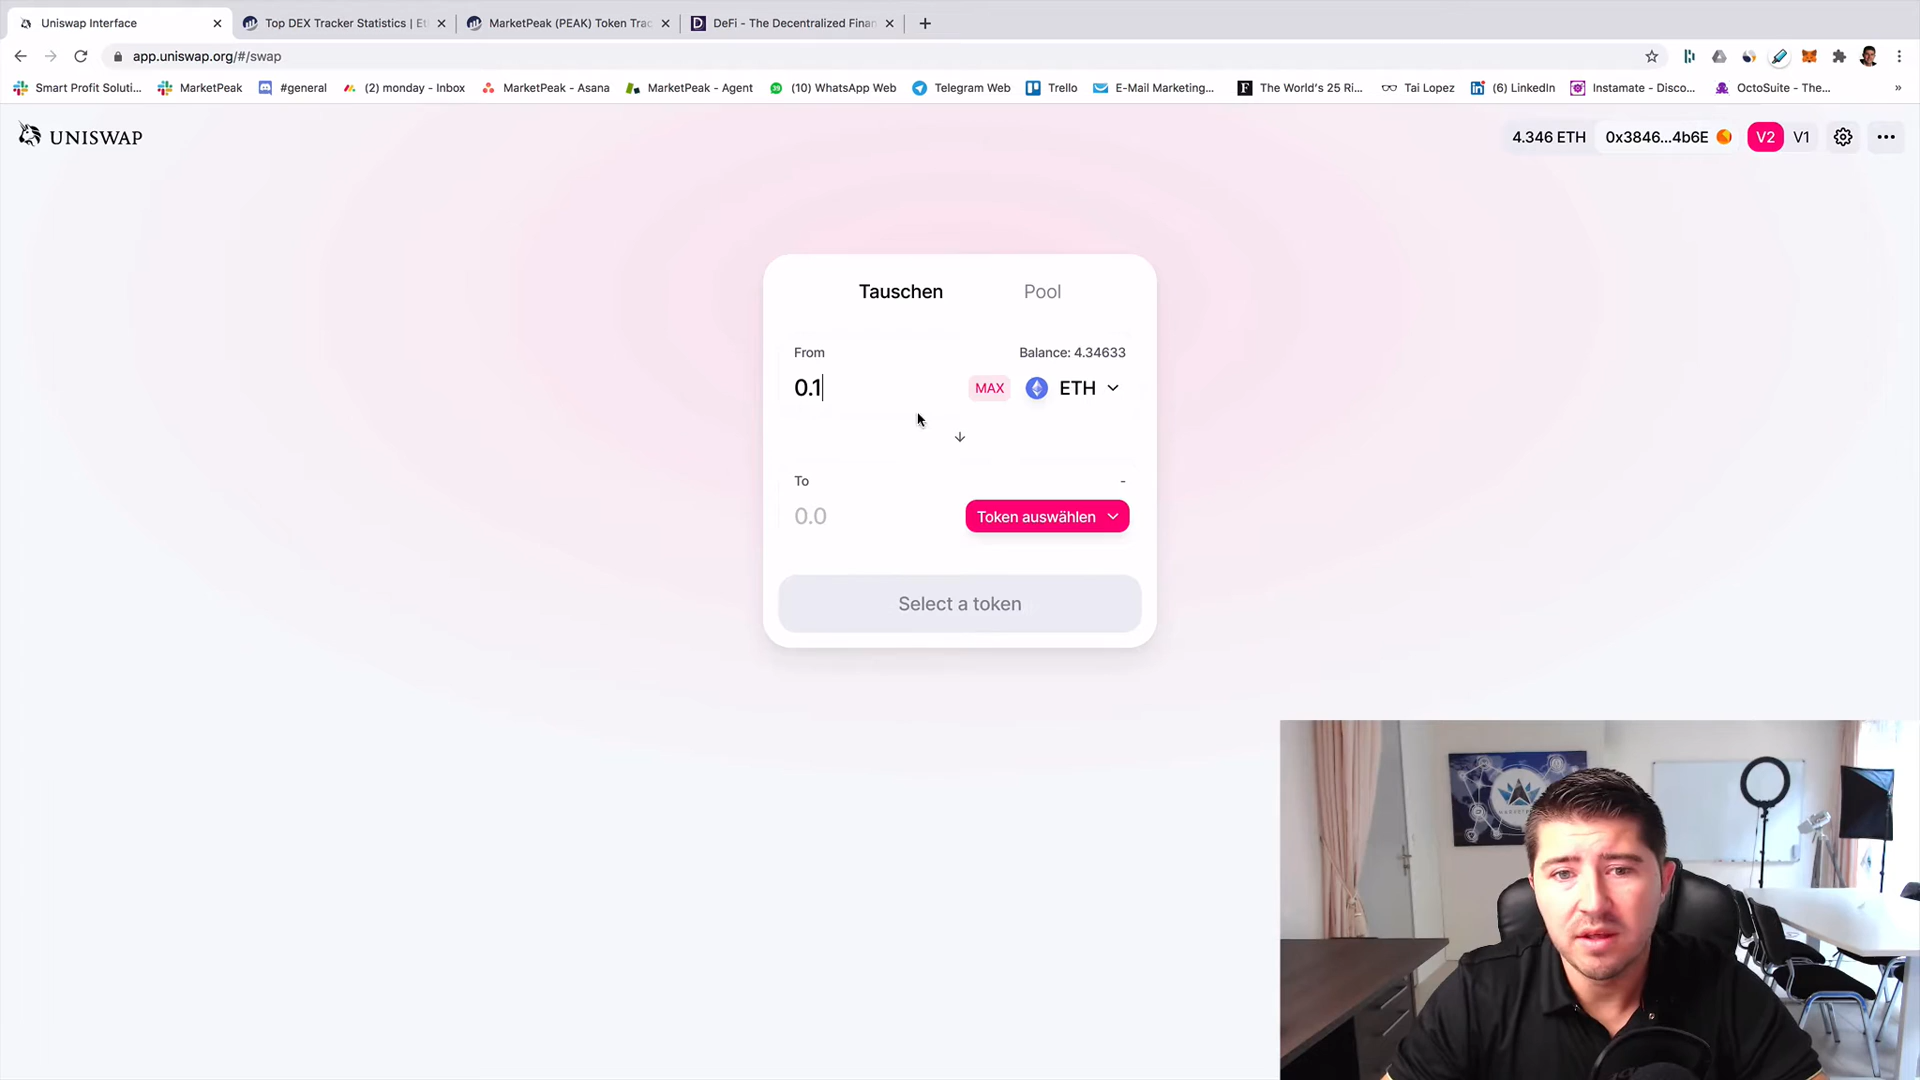 Uniswap Interface
Top DEX Tracker Statistics | Et
MarketPeak (PEAK) Token Trac
DeFi - The Decentralized Finan
app.uniswap.org/#/swap
Smart Profit Soluti...
MarketPeak
#general
(2) monday - Inbox
MarketPeak - Asana
MarketPeak - Agent
(10) WhatsApp Web
Telegram Web
Trello
E-Mail Marketing...
The World's 25 Ri...
Tai Lopez
(6) LinkedIn
Instamate - Disco...
OctoSuite - The...
»
UNISWAP
4.346 ETH
0x3846...4b6E
V2
V1
Tauschen
Pool
From
Balance: 4.34633
0.1
MAX
ETH
To
-
0.0
Token auswählen
Select a token